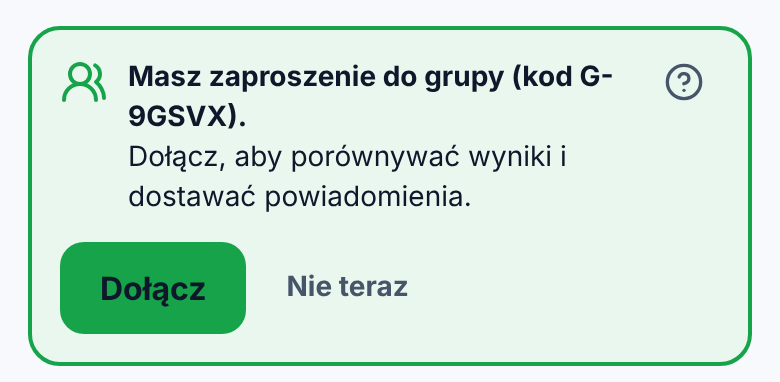 Masz zaproszenie do grupy (kod G-
9GSVX).
Dołącz, aby porównywać wyniki i
dostawać powiadomienia.
Dołącz
Nie teraz